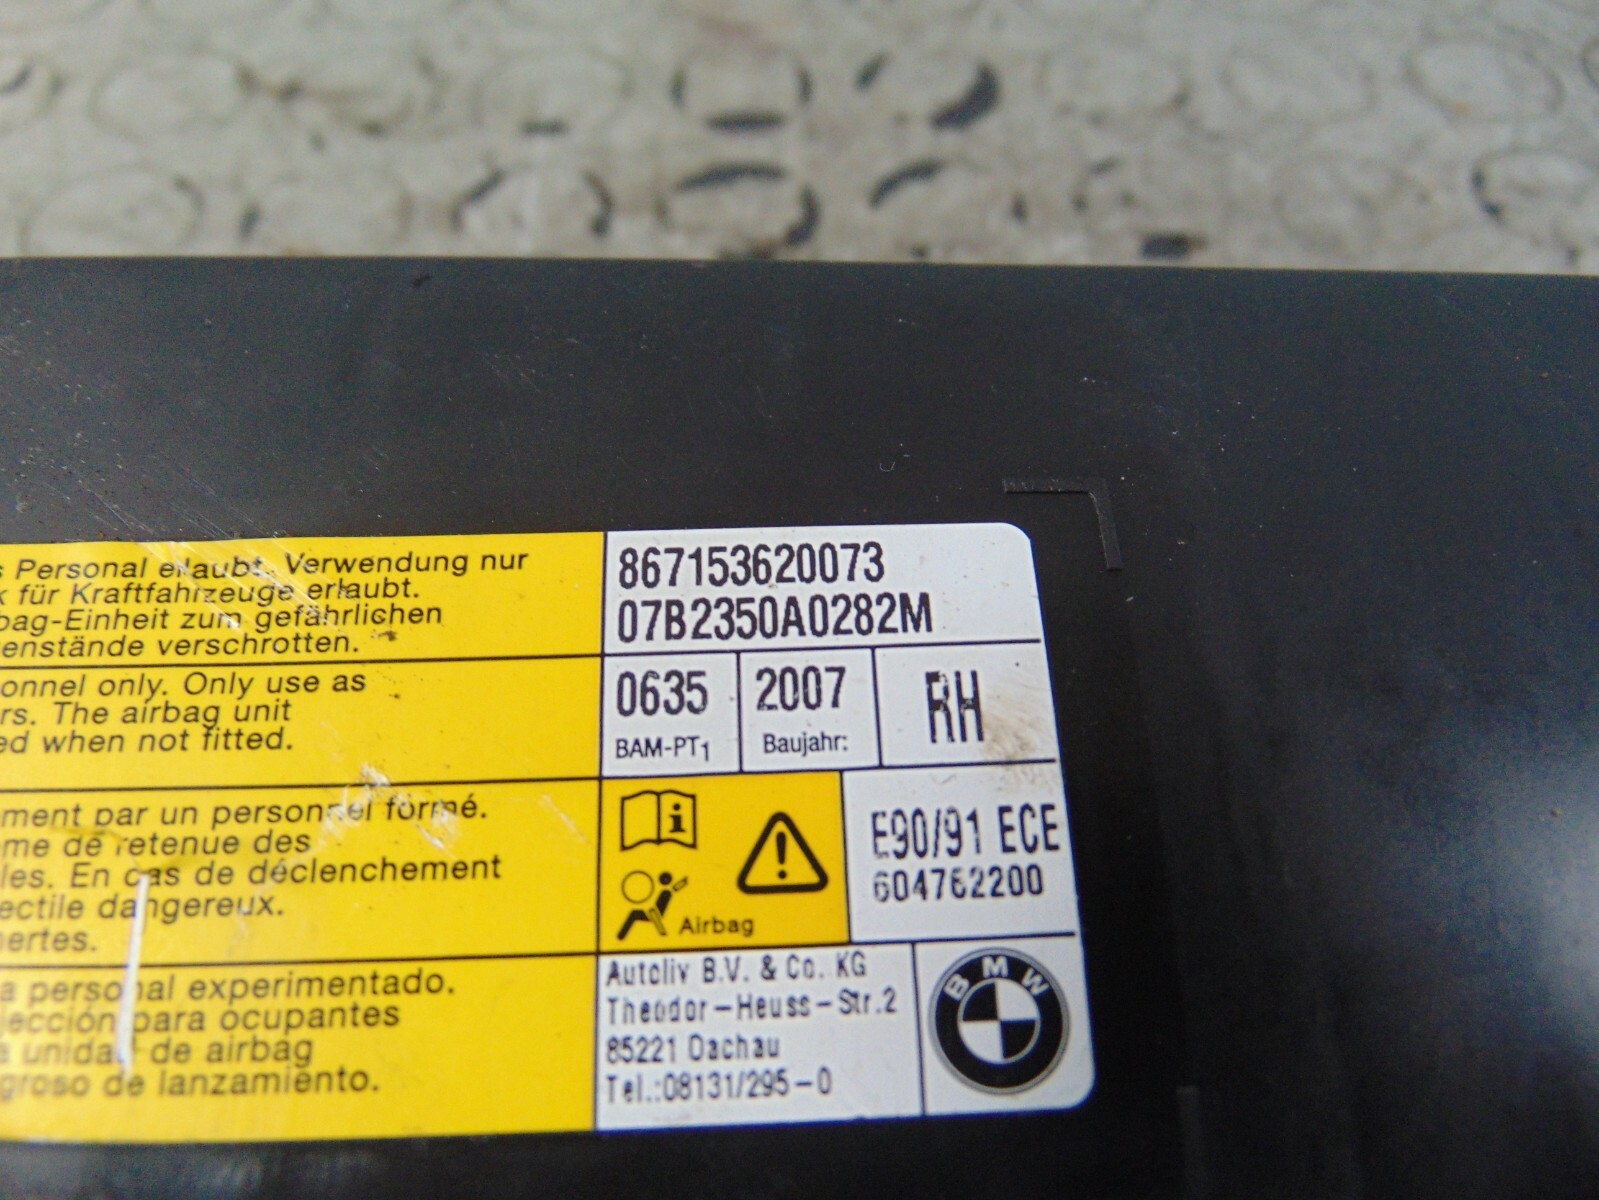 Personal erlaubt. Verwendung nur
für Kraftfahrzeuge erlaubt.
bag-Einheit zum gefährlichen
enstände verschrotten.
onnel only. Only use as
rs. The airbag unit
ed when not fitted.
ment par un personnel formé.
me de retenue des
les. En cas de déclenchement
ectile dangereux.
ertes.
a personal experimentado.
ección para ocupantes
a unidad de airbag
groso de lanzamiento.
867153620073
07B2350A0282M
0635
BAM-PT1
2007
Baujahr:
RH
Airbag
E90/91 ECE
604762200
Autoliv B.V. & Co. KG
Theodor-Heuss-Str.2
85221 Dachau
Tel.:08131/295-0
BMW